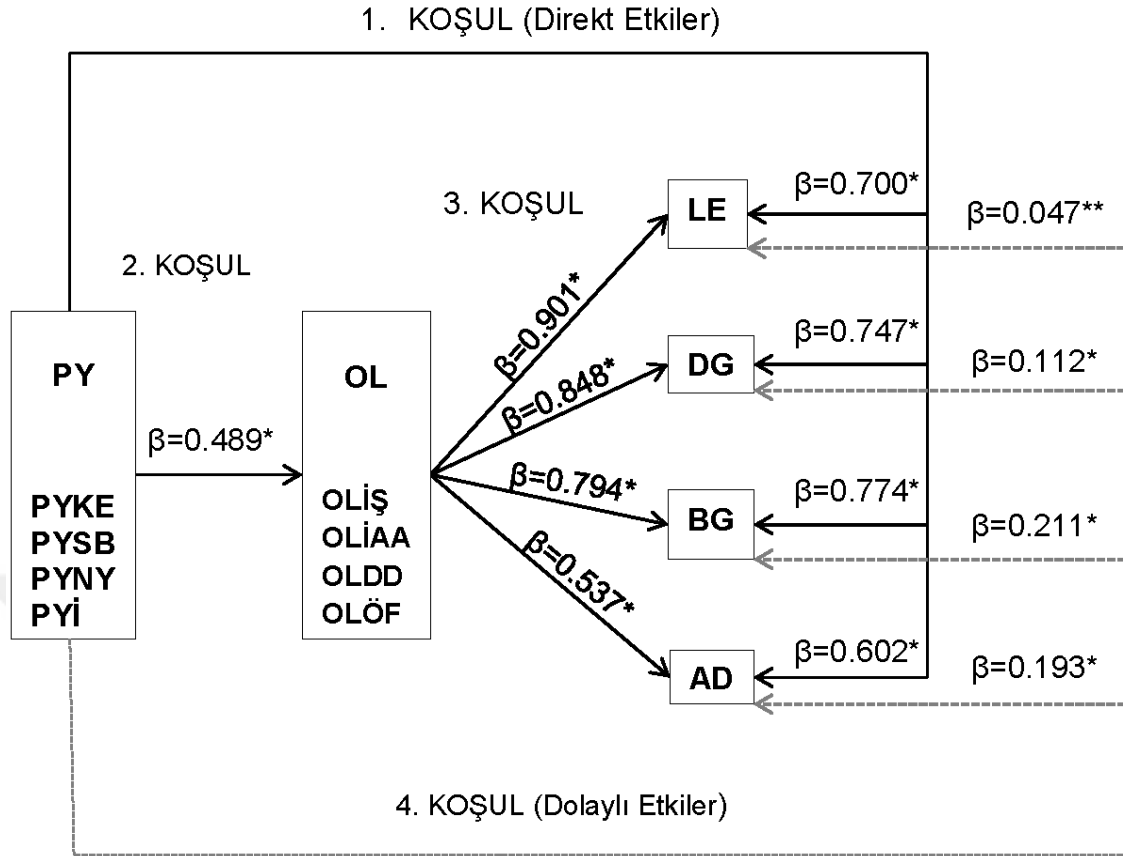 1. KOŞUL (Direkt Etkiler)
3. KOŞUL
LE
β=0.700*
β=0.047**
2. KOŞUL
β=0.901*
PY
OL
DG
β=0.747*
β=0.112*
β=0.848*
β=0.489*
PYKE
PYSB
PYNY
PYİ
OLİŞ
OLİAA
OLDD
OLÖF
β=0.794*
BG
β=0.774*
β=0.211*
β=0.537*
AD
β=0.602*
β=0.193*
4. KOŞUL (Dolaylı Etkiler)